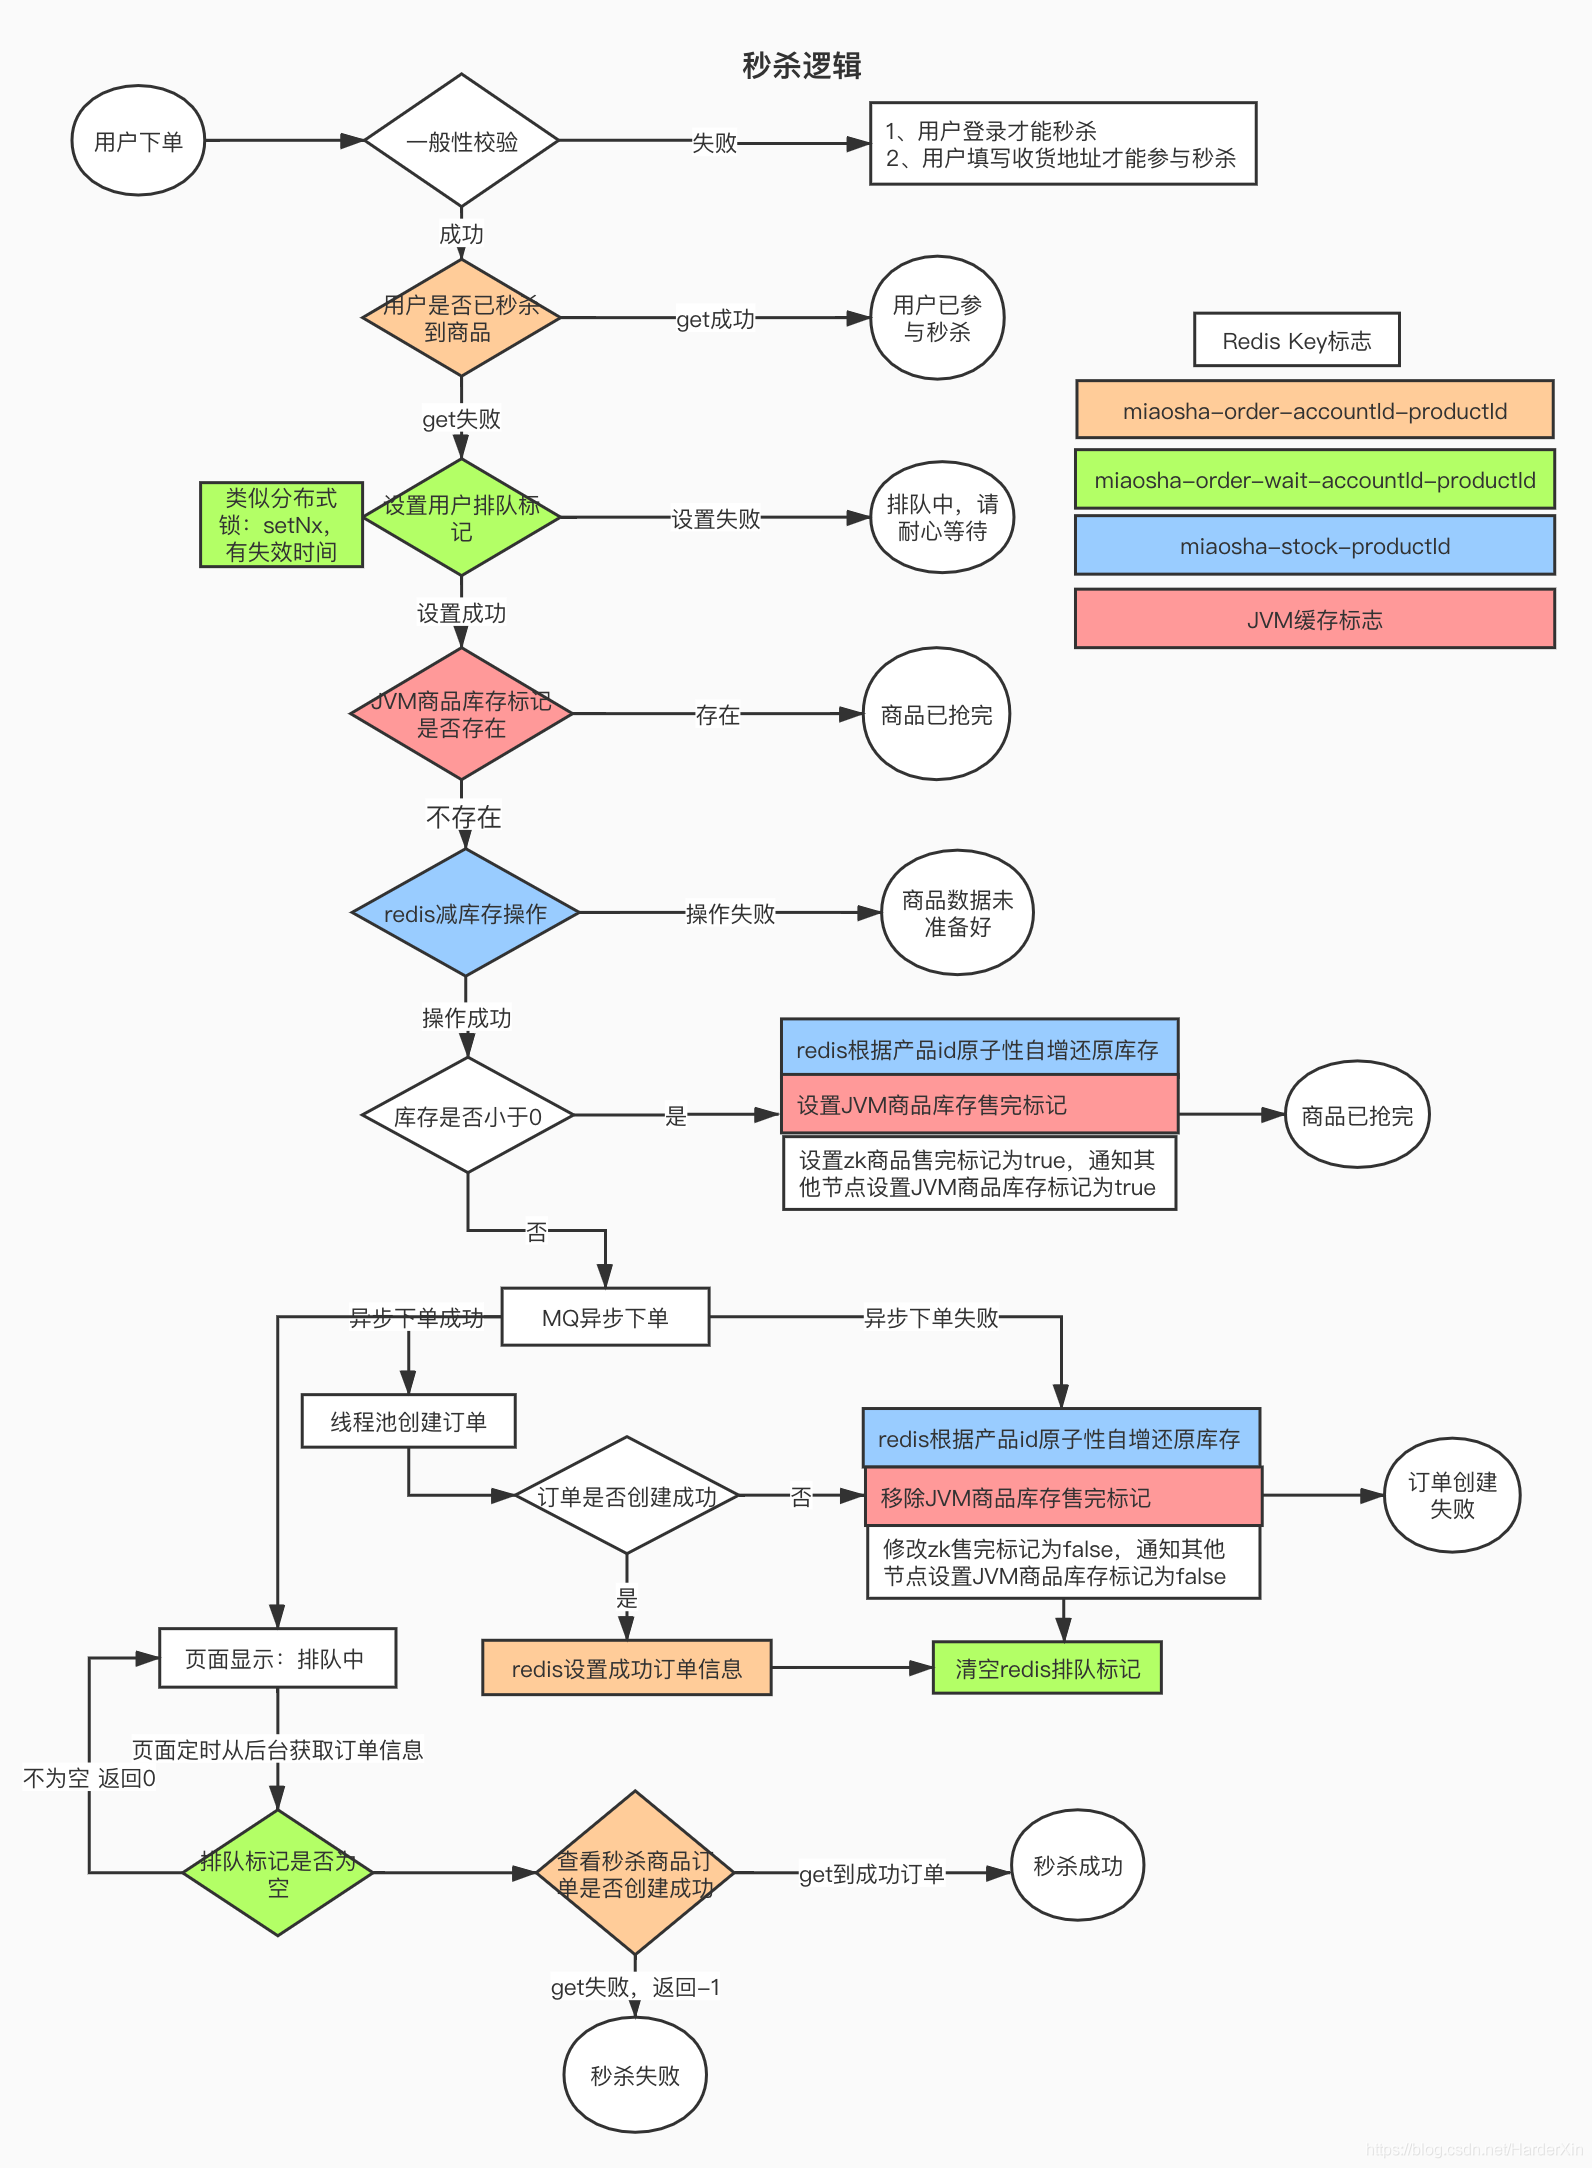 秒杀逻辑
用户下单
一般性校验
失败
1、用户登录才能秒杀
2、用户填写收货地址才能参与秒杀
成功
用户是否已秒杀
到商品
get成功
用户已参
与秒杀
Redis Key标志
miaosha-order-accountId-productId
miaosha-order-wait-accountId-productId
miaosha-stock-productId
JVM缓存标志
get失败
类似分布式
锁：setNx，
有失效时间
设置用户排队标
记
设置失败
排队中，请
耐心等待
设置成功
JVM商品库存标记
是否存在
存在
商品已抢完
不存在
redis减库存操作
操作失败
商品数据未
准备好
操作成功
库存是否小于0
是
redis根据产品id原子性自增还原库存
设置JVM商品库存售完标记
设置zk商品售完标记为true，通知其
他节点设置JVM商品库存标记为true
商品已抢完
否
异步下单成功
MQ异步下单
异步下单失败
线程池创建订单
订单是否创建成功
否
redis根据产品id原子性自增还原库存
移除JVM商品库存售完标记
修改zk售完标记为false，通知其他
节点设置JVM商品库存标记为false
订单创建
失败
是
页面显示：排队中
redis设置成功订单信息
清空redis排队标记
页面定时从后台获取订单信息
不为空 返回0
排队标记是否为
空
查看秒杀商品订
单是否创建成功
get到成功订单
秒杀成功
get失败，返回-1
秒杀失败
https://blog.csdn.net/HarderXin